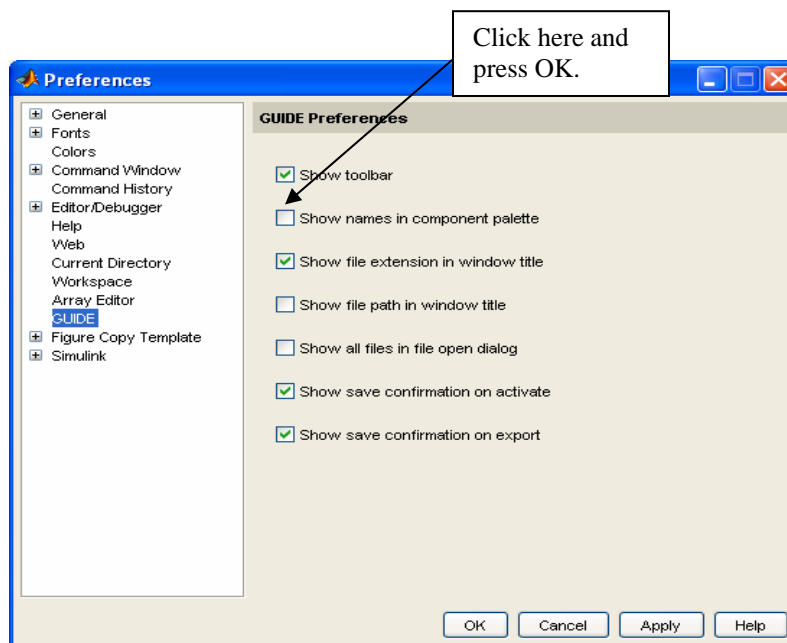 Click here and
press OK.
Preferences
General
Fonts
Colors
Command Window
Command History
Editor/Debugger
Help
Web
Current Directory
Workspace
Array Editor
GUIDE
Figure Copy Template
Simulink
GUIDE Preferences
Show toolbar
Show names in component palette
Show file extension in window title
Show file path in window title
Show all files in file open dialog
Show save confirmation on activate
Show save confirmation on export
OK Cancel Apply Help